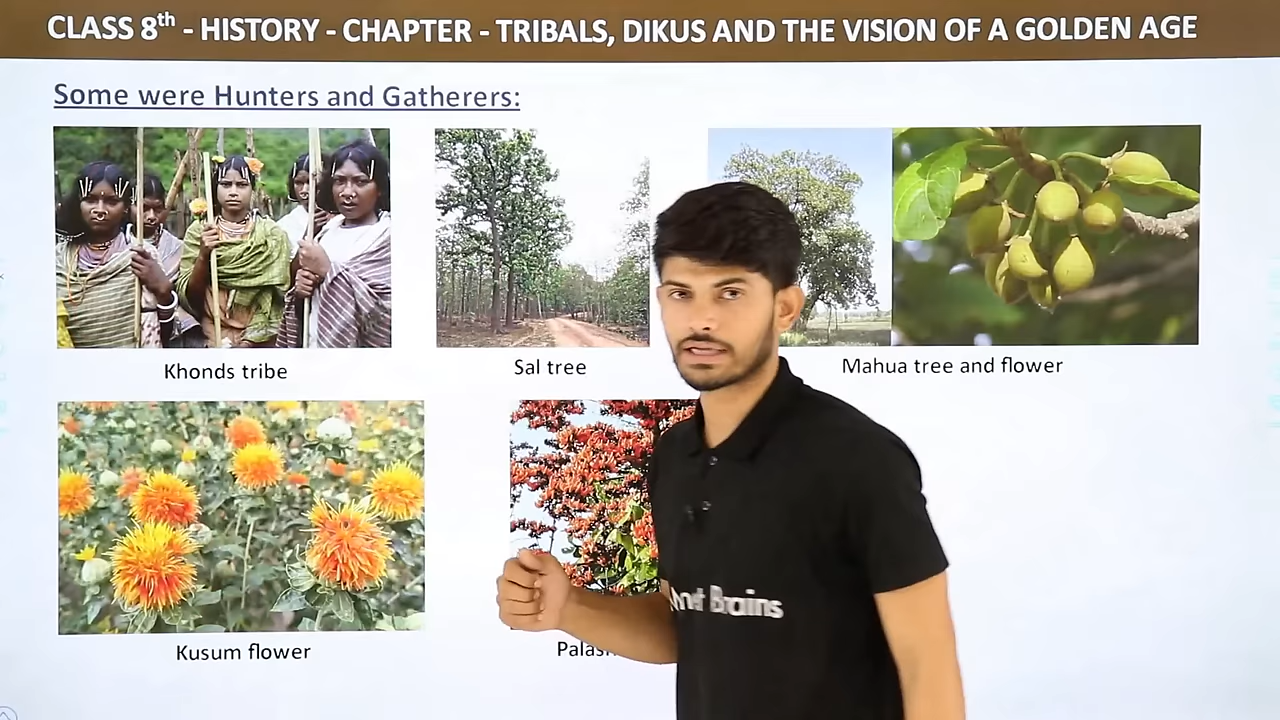 CLASS 8th - HISTORY - CHAPTER - TRIBALS, DIKUS AND THE VISION OF A GOLDEN AGE
Some were Hunters and Gatherers:
Khonds tribe
Sal tree
Mahua tree and flower
Kusum flower
Brains